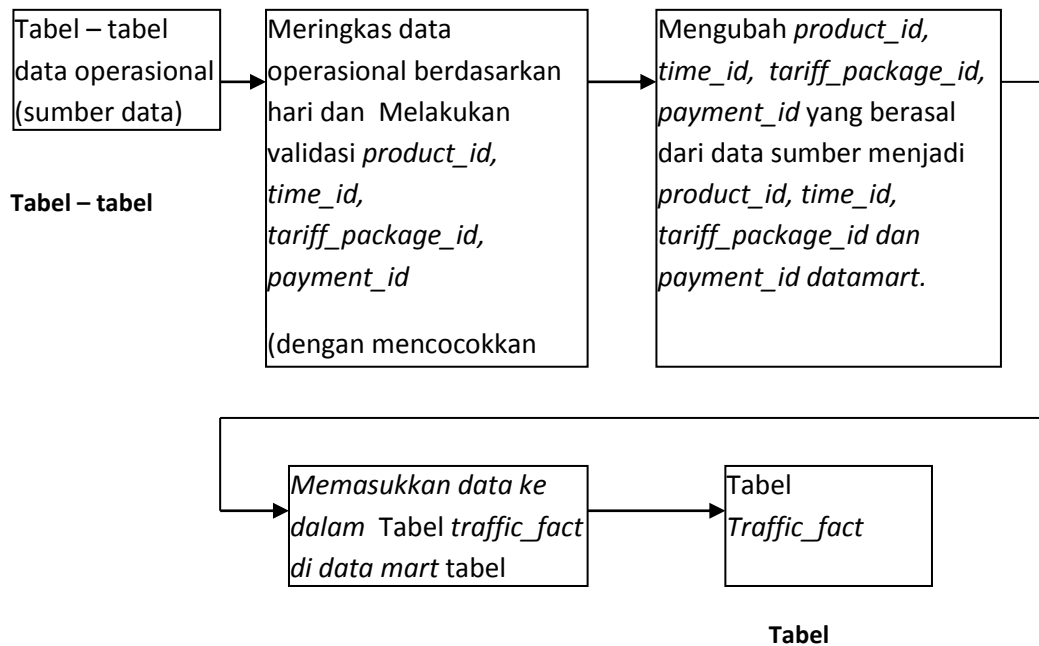 Tabel – tabel
data operasional
(sumber data)
Tabel – tabel
Meringkas data
operasional berdasarkan
hari dan  Melakukan
validasi product_id,
time_id,
tariff_package_id,
payment_id
(dengan mencocokkan
Mengubah product_id,
time_id,  tariff_package_id,
payment_id yang berasal
dari data sumber menjadi
product_id, time_id,
tariff_package_id dan
payment_id datamart.
Memasukkan data ke
dalam  Tabel traffic_fact
di data mart tabel
Tabel
Traffic_fact
Tabel